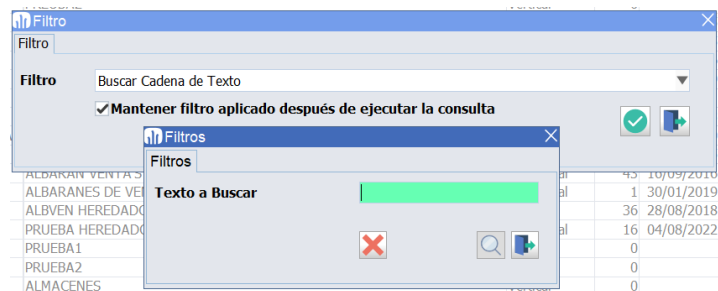 Filtro
Filtro
Filtro Buscar Cadena de Texto
Mantener filtro aplicado después de ejecutar la consulta
Filtros
Filtros
Texto a Buscar
ALBARAN VENTA S 43 16/09/2016
ALBARANES DE VE al 1 30/01/2019
ALBVEN HEREDADO 36 28/08/2018
PRUEBA HEREDADO al 16 04/08/2022
PRUEBA1 0
PRUEBA2 0
ALMACENES Vertical 0